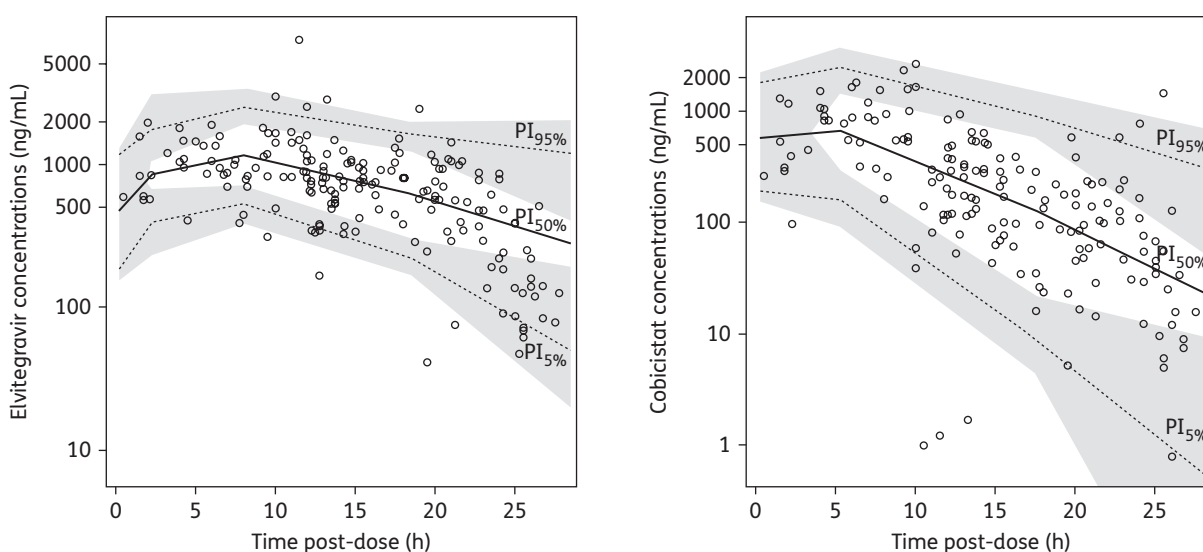 Elvitegravir concentrations (ng/mL)
5000
2000
1000
500
100
10
PI95%
PI50%
PI5%
0 5 10 15 20 25
Time post-dose (h)
Cobicistat concentrations (ng/mL)
2000
1000
500
100
10
1
PI95%
PI50%
PI5%
0 5 10 15 20 25
Time post-dose (h)